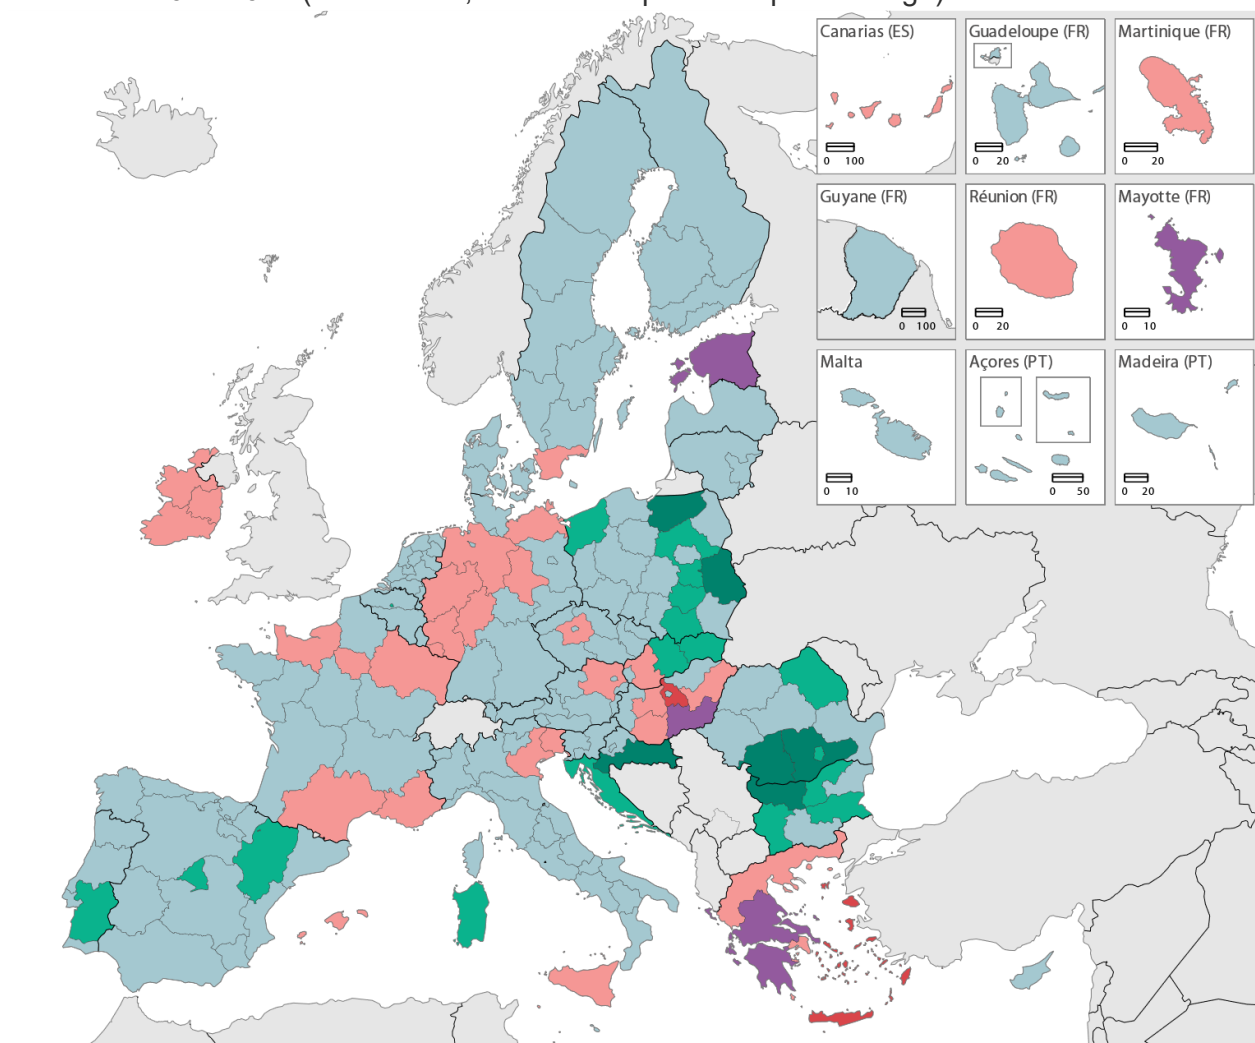 Canarias (ES)
0 100
Guadeloupe (FR)
0 20
Martinique (FR)
0 20
Guyane (FR)
0 100
Réunion (FR)
0 20
Mayotte (FR)
0 10
Malta
0 10
Açores (PT)
0 50
Madeira (PT)
0 20